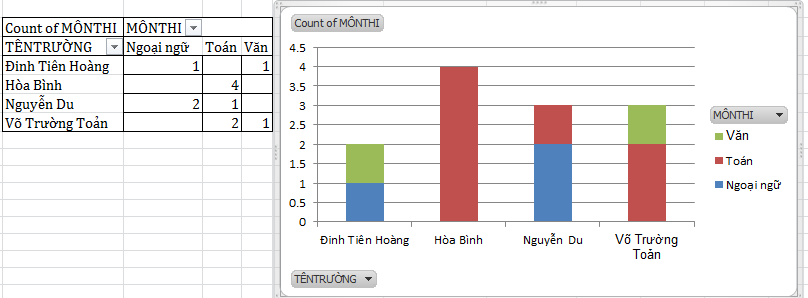 Count of MÔNTHI MÔNTHI
TÊNTRƯỜNG Ngoại ngữ Toán Văn
Đinh Tiên Hoàng 1 1
Hòa Bình 4
Nguyễn Du 2 1
Võ Trường Toản 2 1
Count of MÔNTHI
4.5
4
3.5
3
2.5
2
1.5
1
0.5
0
Đinh Tiên Hoàng Hòa Bình Nguyễn Du Võ Trường
Toản
MÔNTHI
Văn
Toán
Ngoại ngữ
TÊNTRƯỜNG